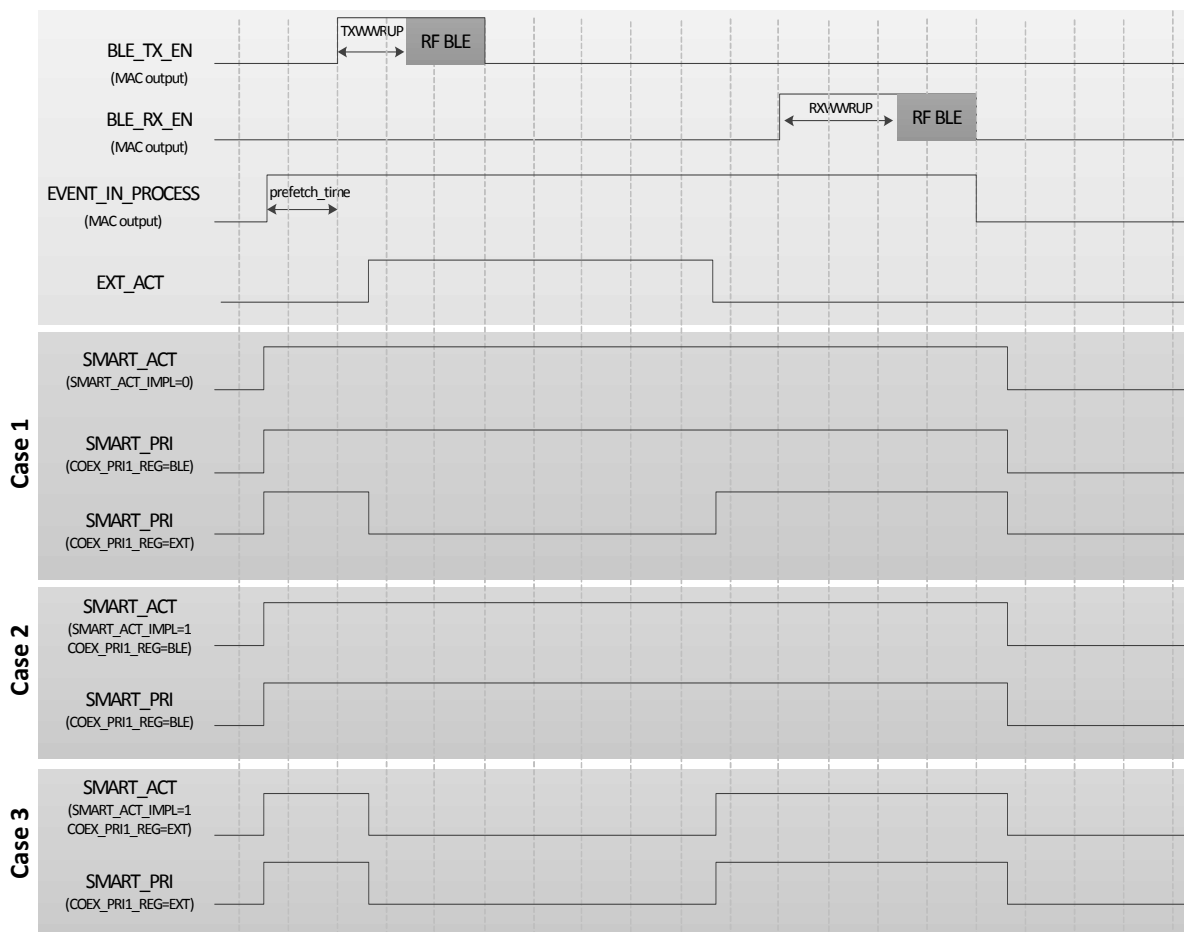 TXWWRUP
RF BLE
BLE_TX_EN
(MAC output)
RXWWRUP
RF BLE
BLE_RX_EN
(MAC output)
EVENT_IN_PROCESS
prefetch_time
(MAC output)
EXT_ACT
Case 1
SMART_ACT
(SMART_ACT_IMPL=0)
SMART_PRI
(COEX_PRI1_REG=BLE)
SMART_PRI
(COEX_PRI1_REG=EXT)
Case 2
SMART_ACT
(SMART_ACT_IMPL=1
COEX_PRI1_REG=BLE)
SMART_PRI
(COEX_PRI1_REG=BLE)
Case 3
SMART_ACT
(SMART_ACT_IMPL=1
COEX_PRI1_REG=EXT)
SMART_PRI
(COEX_PRI1_REG=EXT)